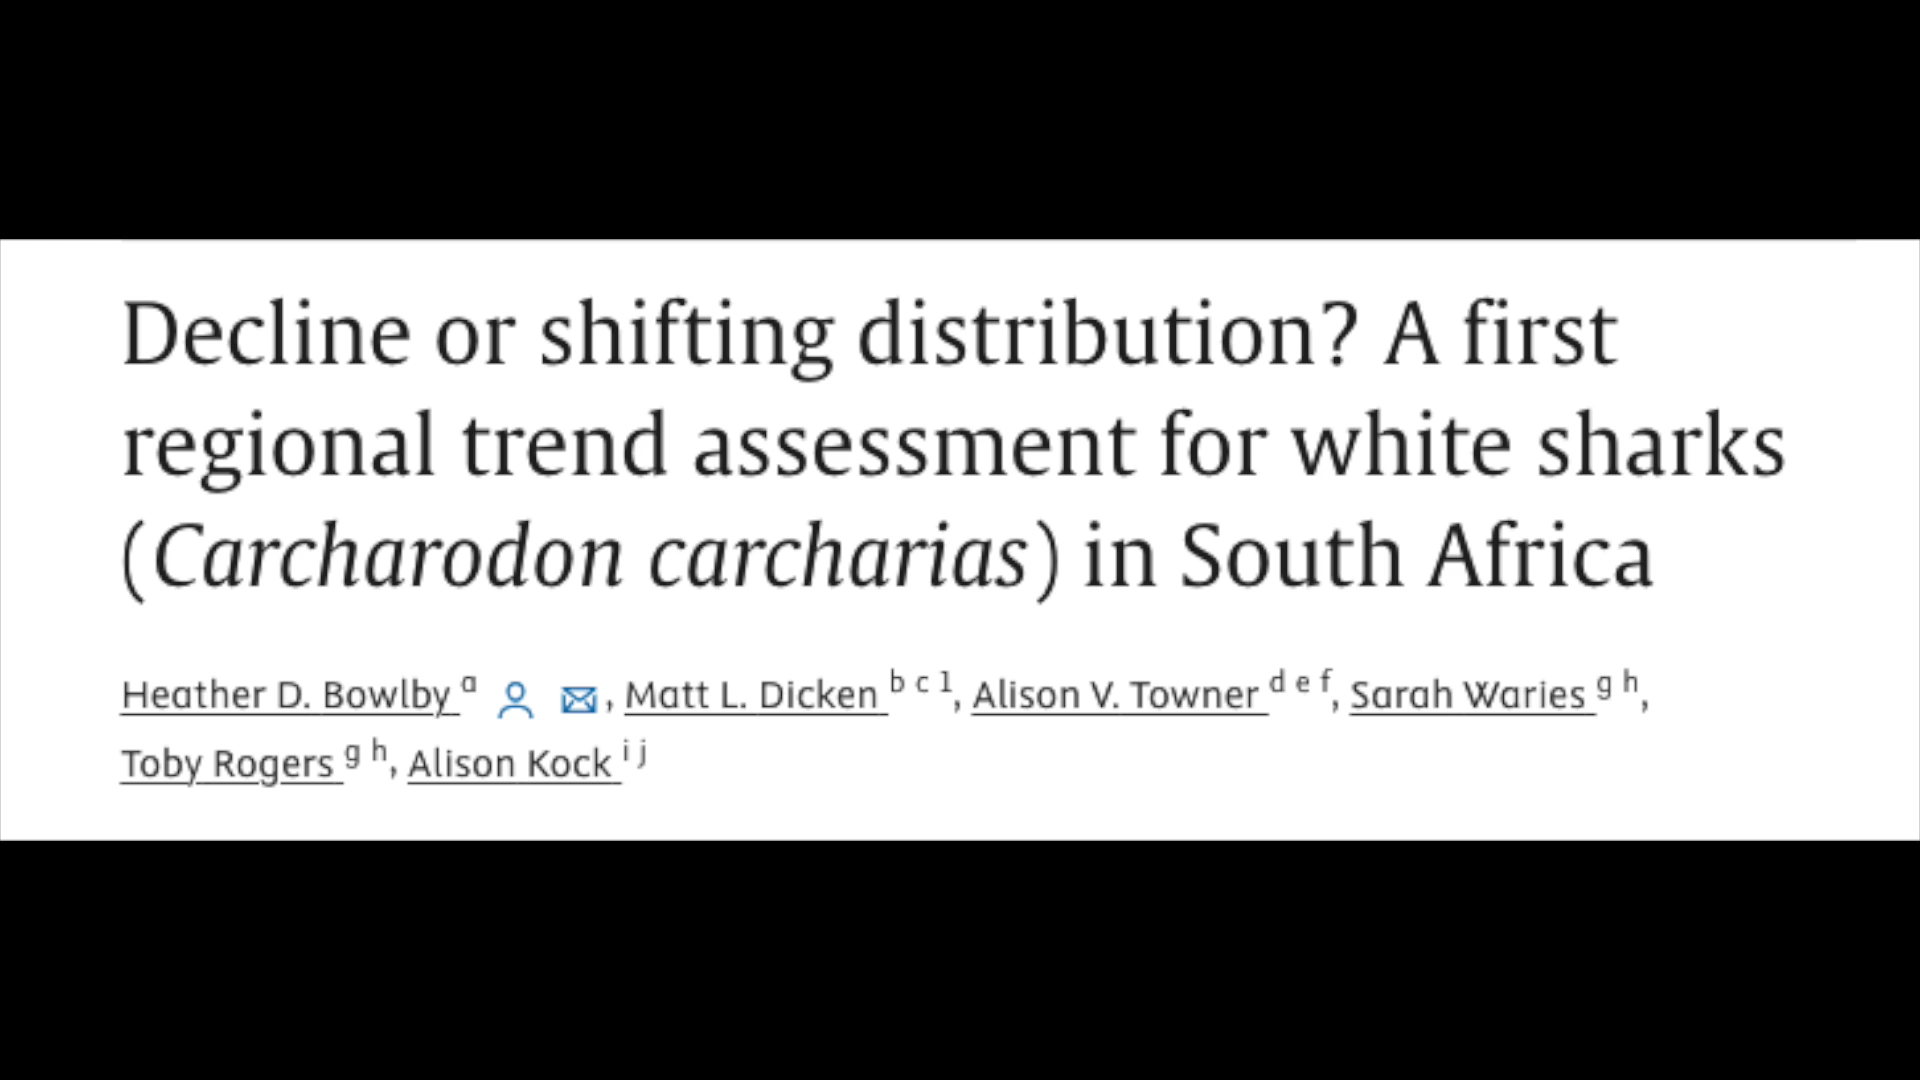 Decline or shifting distribution? A first
regional trend assessment for white sharks
(Carcharodon carcharias) in South Africa
Heather D. Bowlby a, Matt L. Dicken b c 1, Alison V. Towner d e f, Sarah Waries g h,
Toby Rogers g h, Alison Kock i j